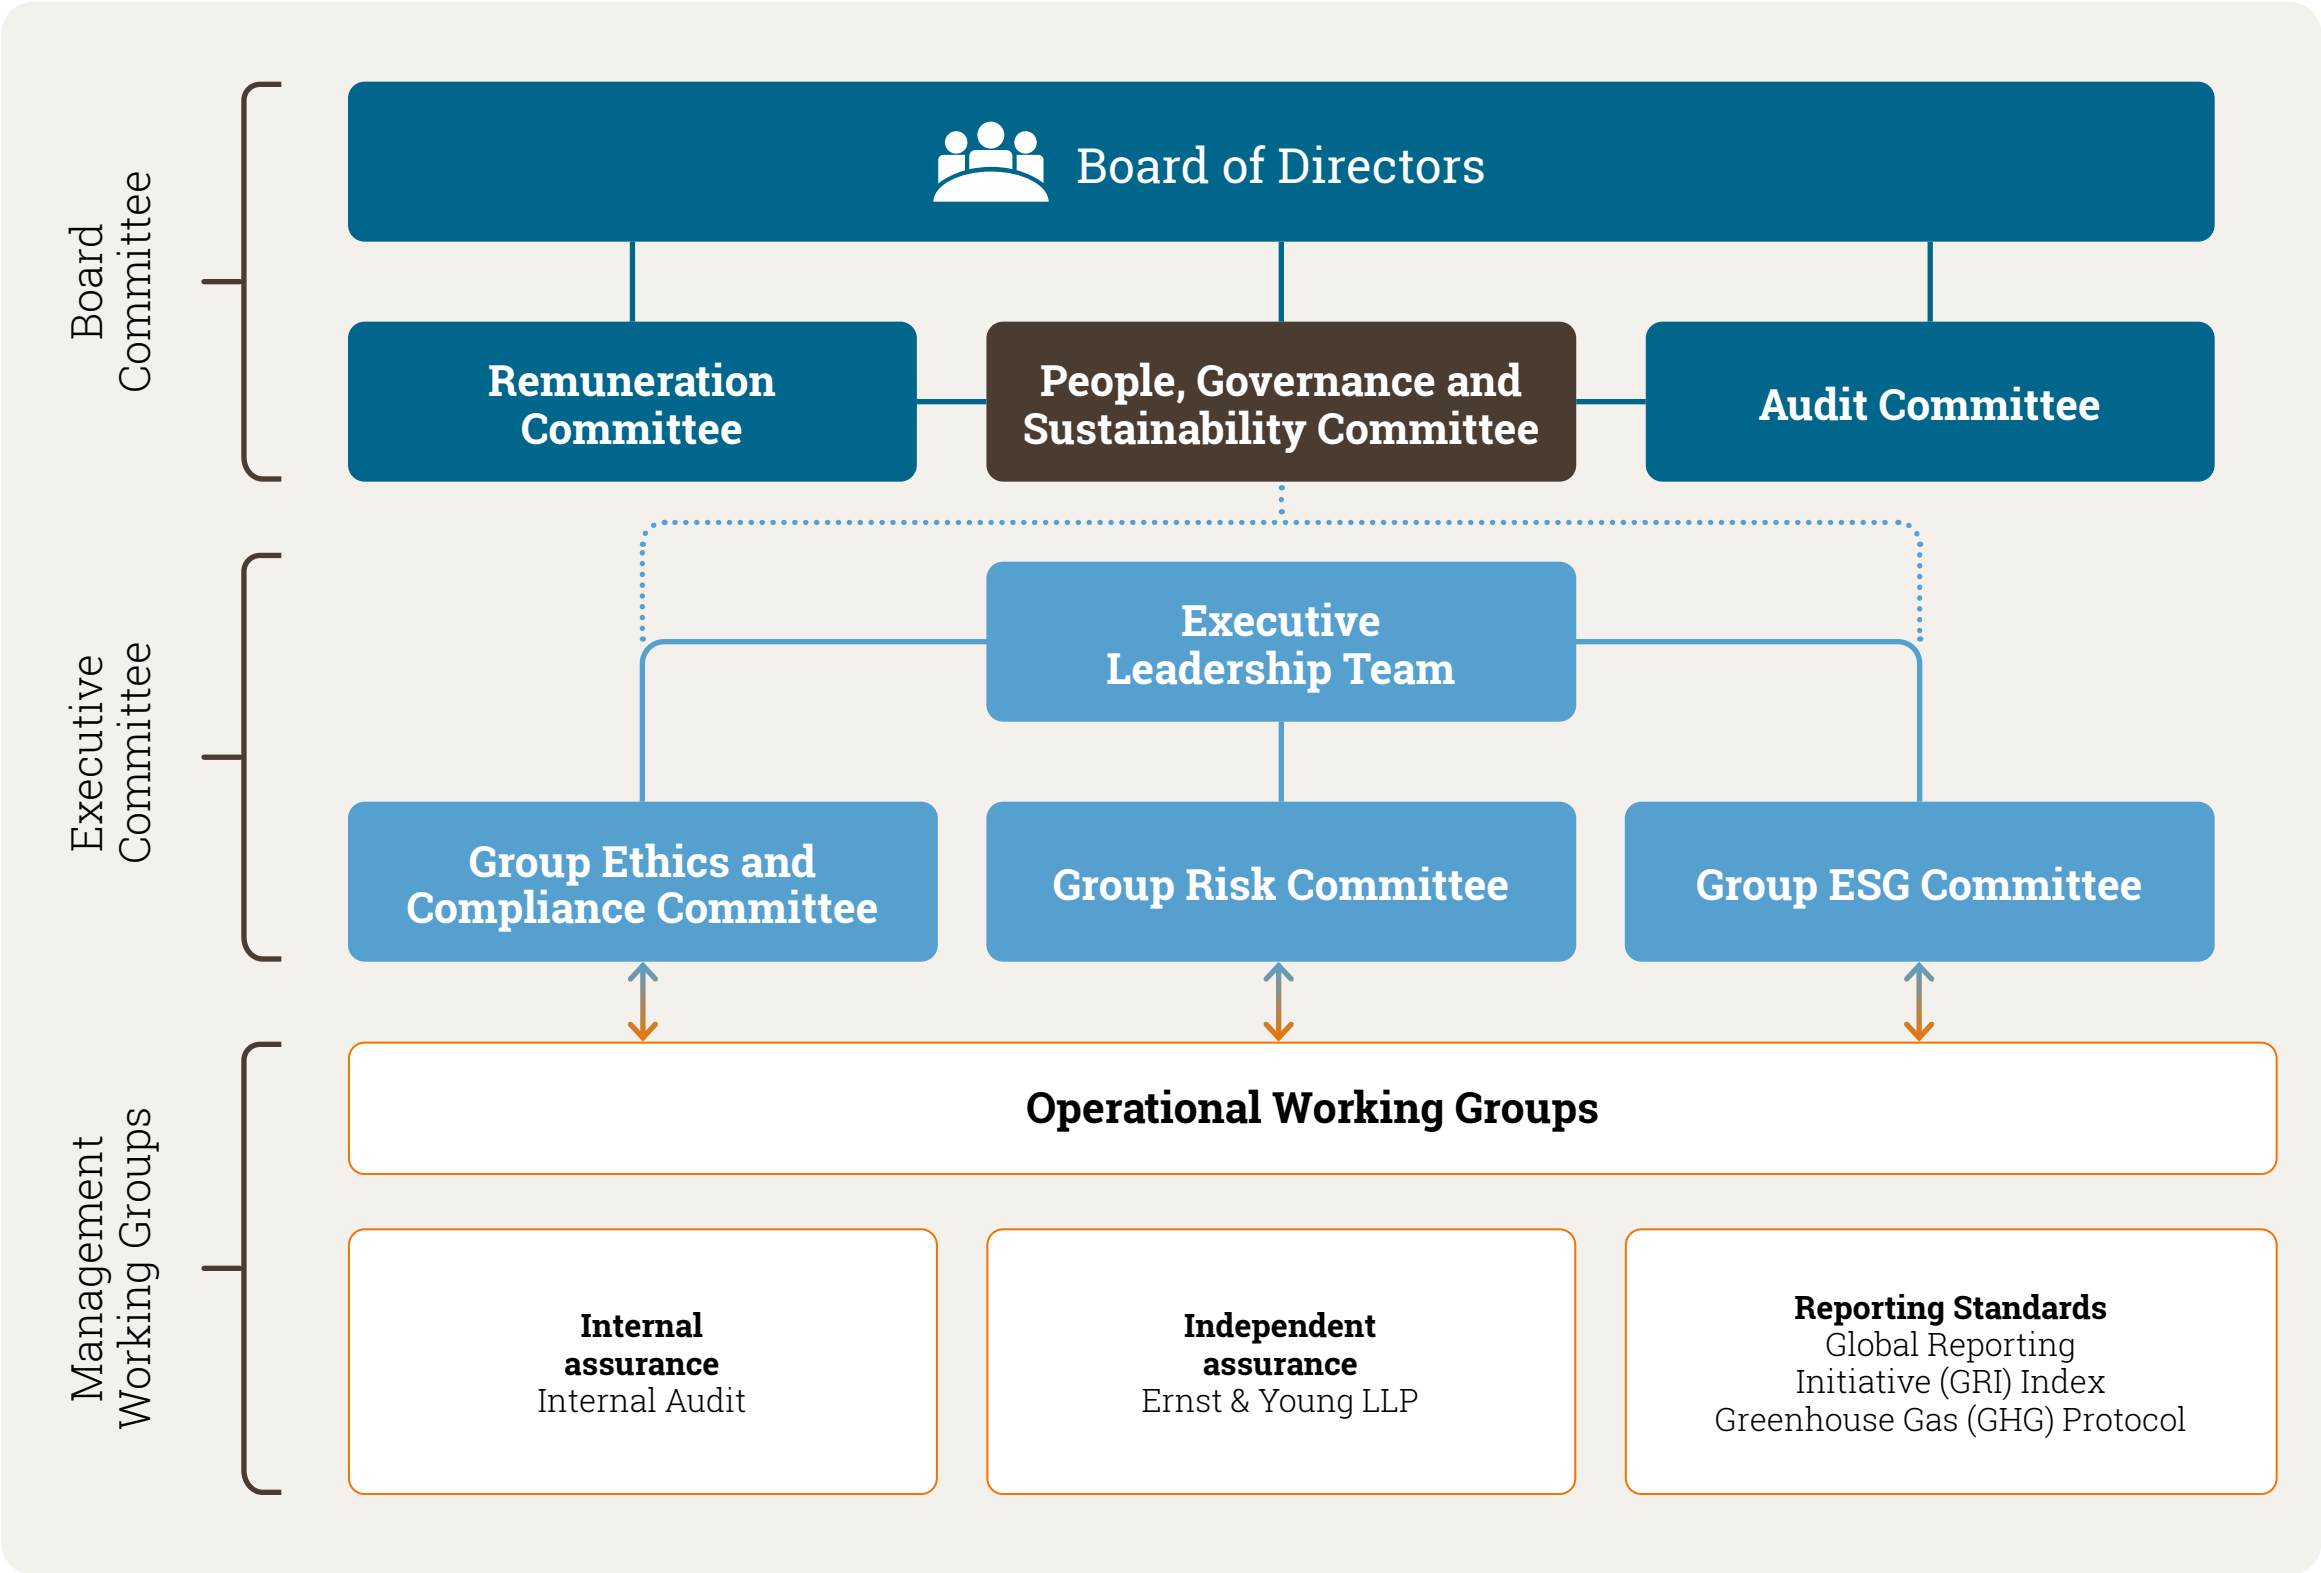 Board
Committee
Board of Directors
Remuneration
Committee
People, Governance and
Sustainability Committee
Audit Committee
Executive
Committee
Executive
Leadership Team
Group Ethics and
Compliance Committee
Group Risk Committee
Group ESG Committee
Management
Working Groups
Operational Working Groups
Internal
assurance
Internal Audit
Independent
assurance
Ernst & Young LLP
Reporting Standards
Global Reporting
Initiative (GRI) Index
Greenhouse Gas (GHG) Protocol